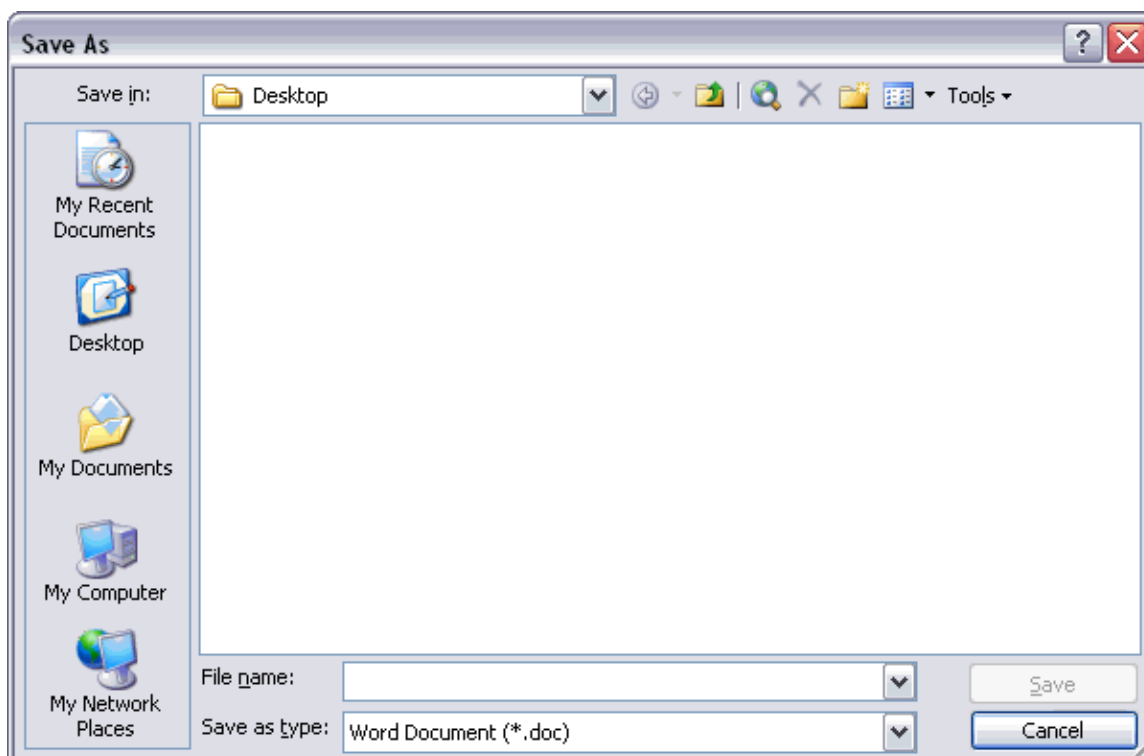 Save As
?
Save in:
Desktop
Tools
My Recent
Documents
Desktop
My Documents
My Computer
My Network
Places
File name:
Save
Save as type:
Word Document (*.doc)
Cancel